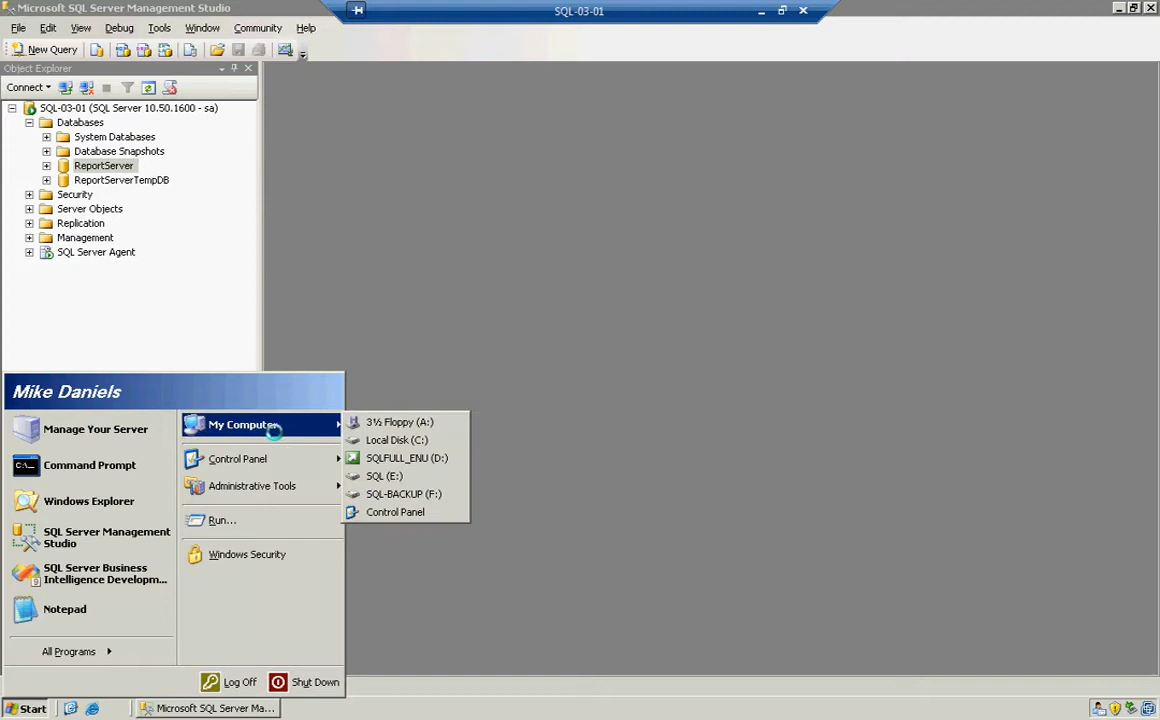 Microsoft SQL Server Management Studio
SQL-03-01
File Edit View Debug Tools Window Community Help
New Query
Object Explorer
Connect
SQL-03-01 (SQL Server 10.50.1600 - sa)
Databases
System Databases
Database Snapshots
ReportServer
ReportServerTempDB
Security
Server Objects
Replication
Management
SQL Server Agent
Mike Daniels
Manage Your Server
Command Prompt
Windows Explorer
SQL Server Management
Studio
SQL Server Business
Intelligence Developm...
Notepad
All Programs
My Computer
Control Panel
Administrative Tools
Run...
Windows Security
3½ Floppy (A:)
Local Disk (C:)
SQLFULL_ENU (D:)
SQL (E:)
SQL-BACKUP (F:)
Control Panel
Log Off
Shut Down
Start
Microsoft SQL Server Ma...